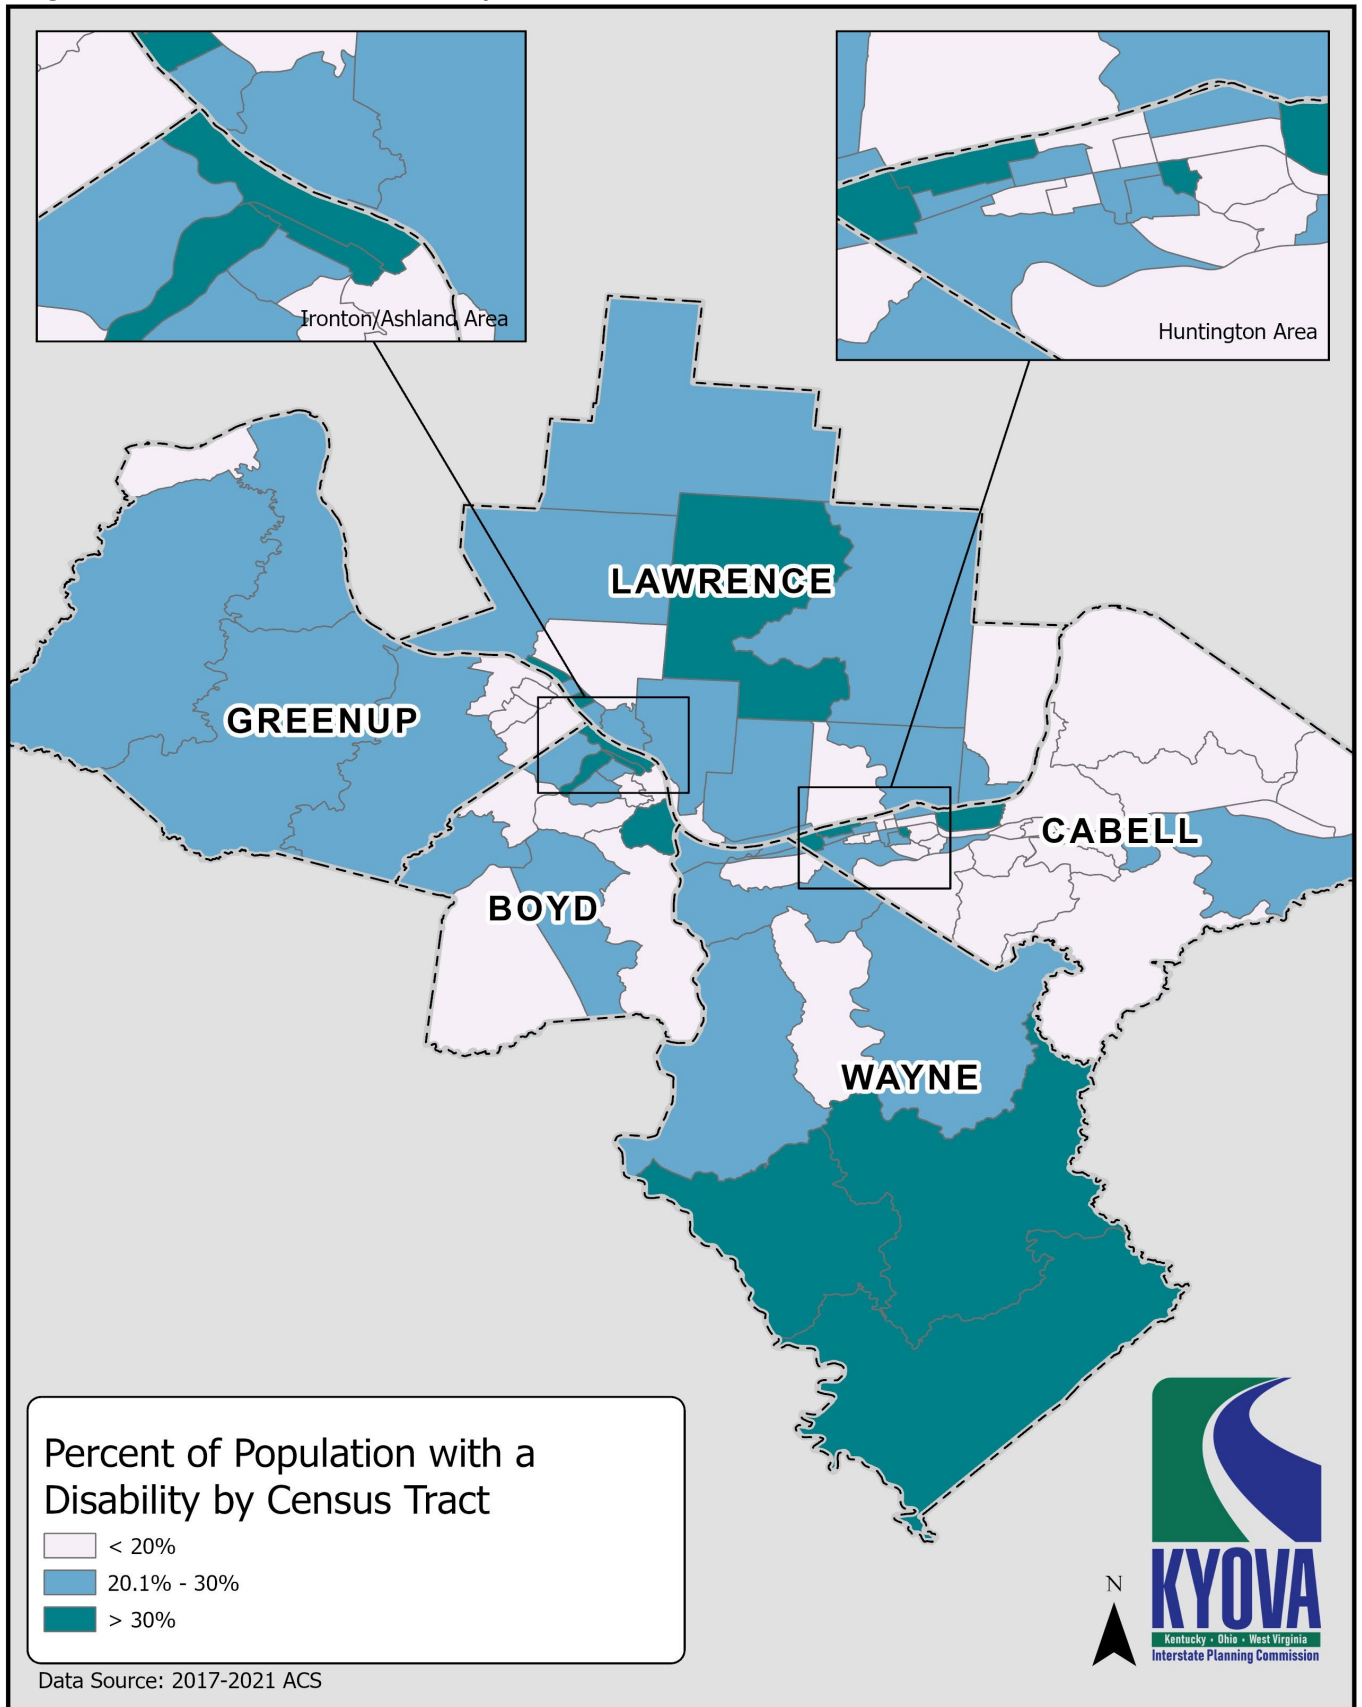 Ironton/Ashland Area
Huntington Area
LAWRENCE
GREENUP
CABELL
BOYD
WAYNE
Percent of Population with a
Disability by Census Tract
< 20%
20.1% - 30%
> 30%
Data Source: 2017-2021 ACS
N
KYOVA
Kentucky • Ohio • West Virginia
Interstate Planning Commission